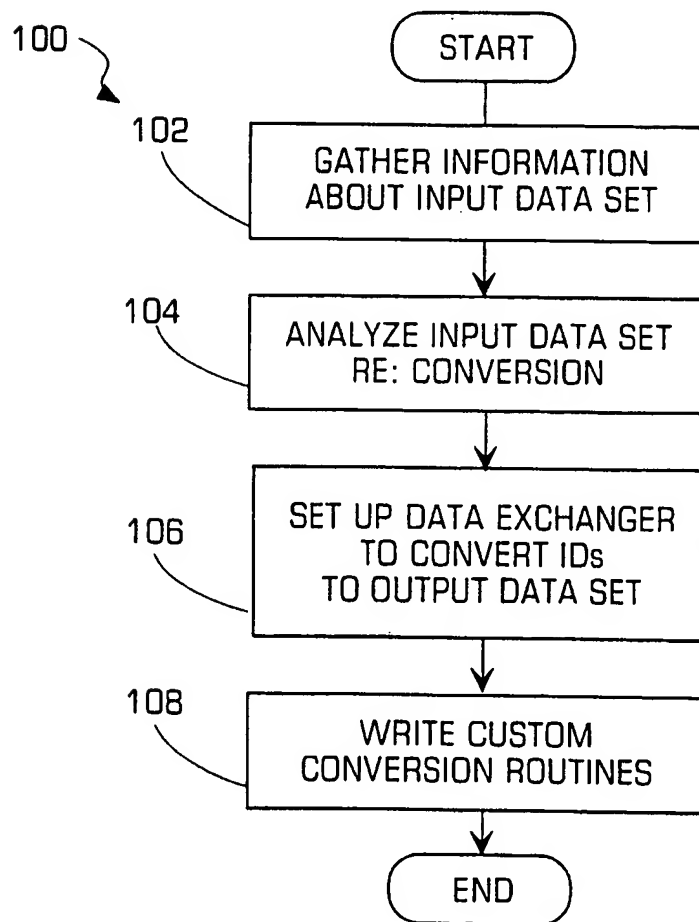 100
START
102
GATHER INFORMATION
ABOUT INPUT DATA SET
104
ANALYZE INPUT DATA SET
RE: CONVERSION
106
SET UP DATA EXCHANGER
TO CONVERT IDs
TO OUTPUT DATA SET
108
WRITE CUSTOM
CONVERSION ROUTINES
END